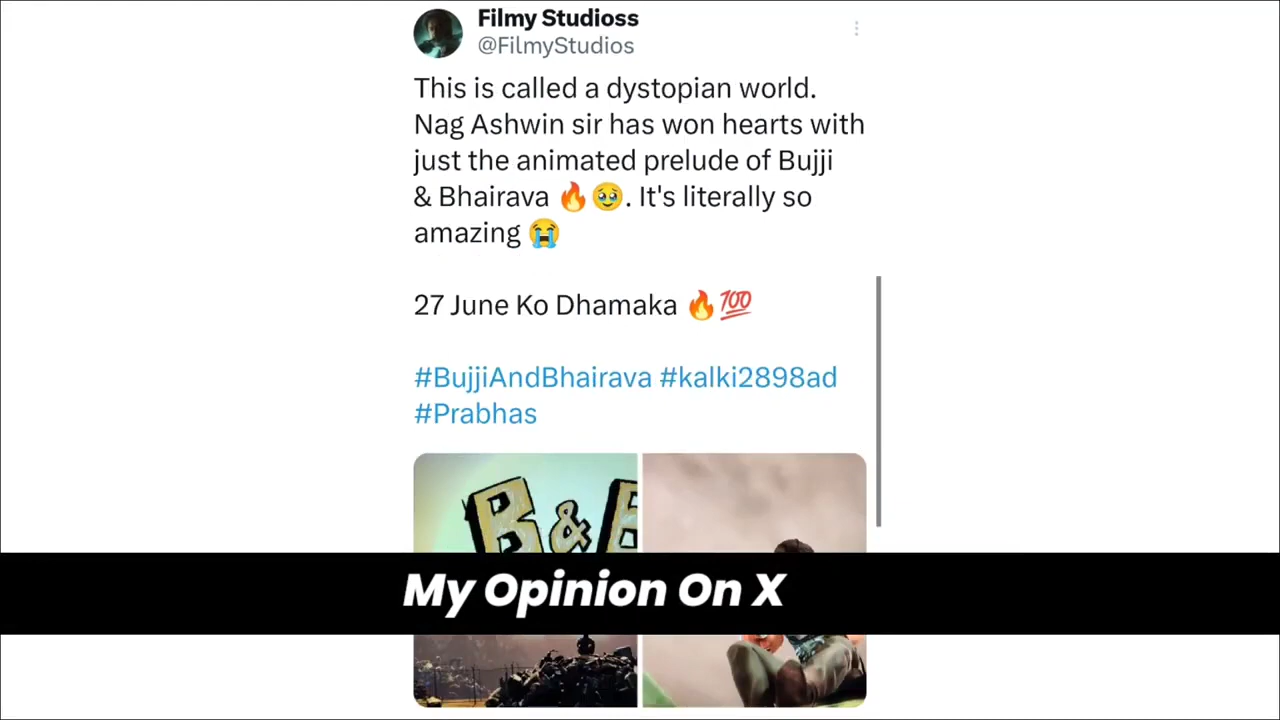 Filmy Studioss
@FilmyStudios
This is called a dystopian world.
Nag Ashwin sir has won hearts with
just the animated prelude of Bujji
& Bhairava 🔥🥹. It's literally so
amazing 😭
27 June Ko Dhamaka 🔥💯
#BujjiAndBhairava #kalki2898ad
#Prabhas
B & B
My Opinion On X